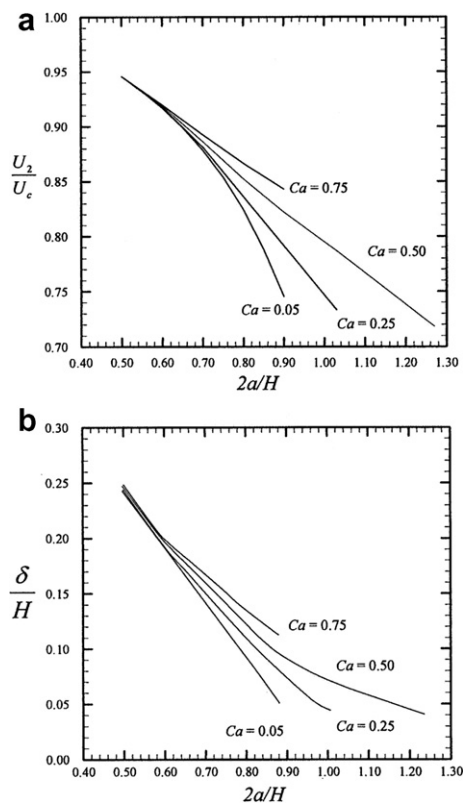 a
1.00
0.95
0.90
U₂
U_c
0.85
Ca = 0.75
0.80
Ca = 0.50
0.75
Ca = 0.05
Ca = 0.25
0.70
0.40 0.50 0.60 0.70 0.80 0.90 1.00 1.10 1.20 1.30
2a/H
b
0.30
0.25
0.20
δ
H
0.15
Ca = 0.75
0.10
Ca = 0.50
0.05
Ca = 0.05
Ca = 0.25
0.00
0.40 0.50 0.60 0.70 0.80 0.90 1.00 1.10 1.20 1.30
2a/H